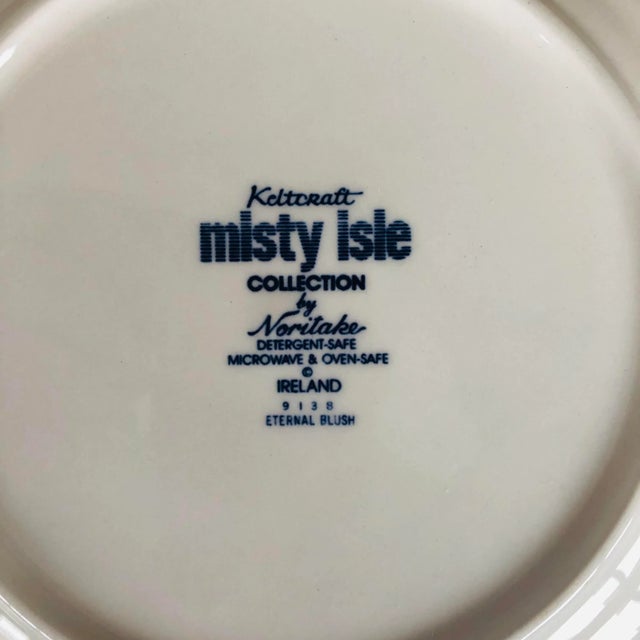 Keltcraft
misty isle
COLLECTION
by
Noritake
DETERGENT-SAFE
MICROWAVE & OVEN-SAFE
©
IRELAND
9138
ETERNAL BLUSH